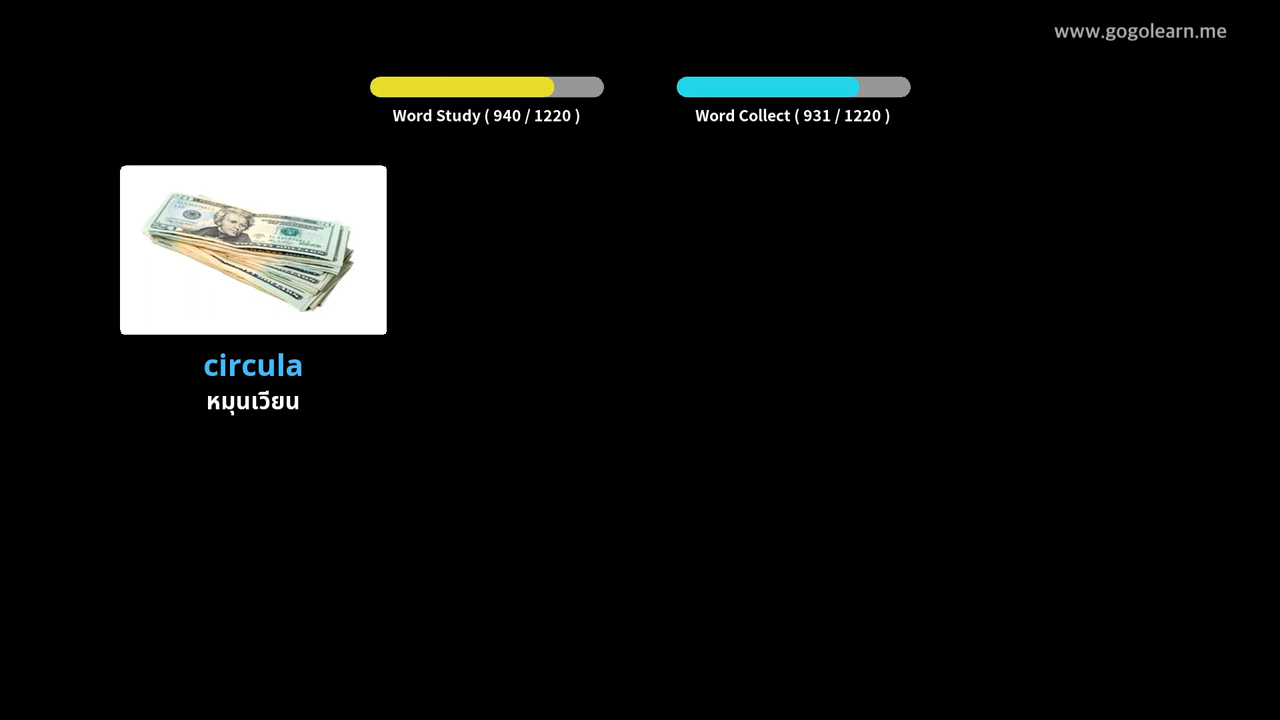 www.gogolearn.me
Word Study ( 940 / 1220 )
Word Collect ( 931 / 1220 )
circula
หมุนเวียน